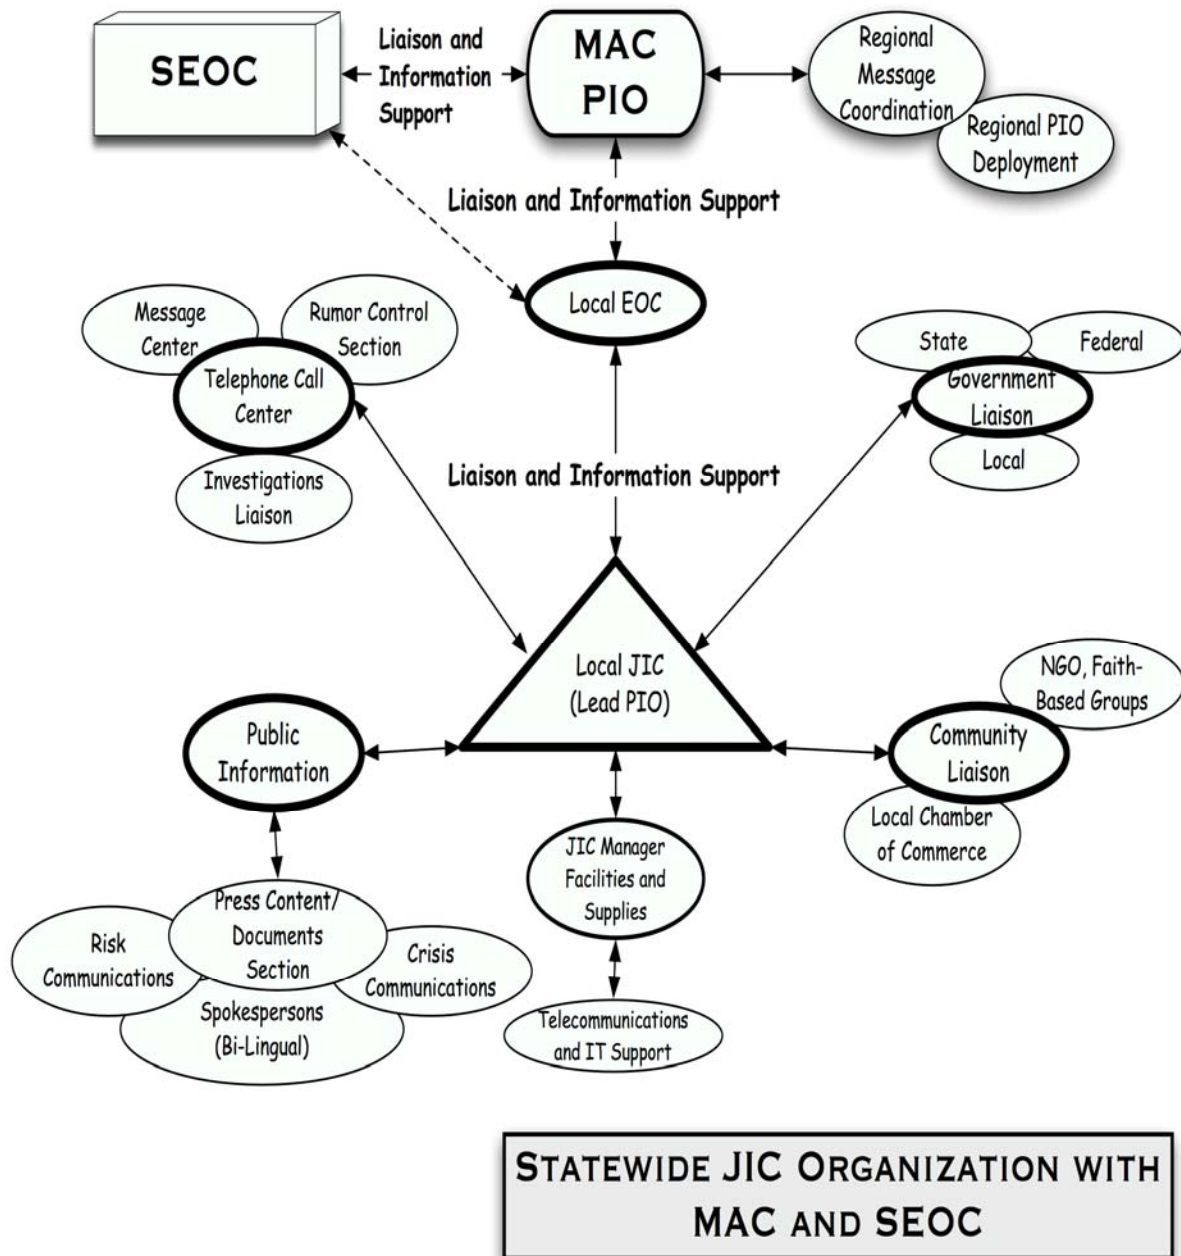 SEOC
Liaison and
Information
Support
MAC
PIO
Regional
Message
Coordination
Regional PIO
Deployment
Liaison and Information Support
Local EOC
Message
Center
Rumor Control
Section
Telephone Call
Center
Investigations
Liaison
State
Federal
Government
Liaison
Local
Liaison and Information Support
Local JIC
(Lead PIO)
NGO, Faith-
Based Groups
Community
Liaison
Local Chamber
of Commerce
Public
Information
JIC Manager
Facilities and
Supplies
Press Content/
Documents
Section
Risk
Communications
Crisis
Communications
Spokespersons
(Bi-Lingual)
Telecommunications
and IT Support
STATEWIDE JIC ORGANIZATION WITH
MAC AND SEOC